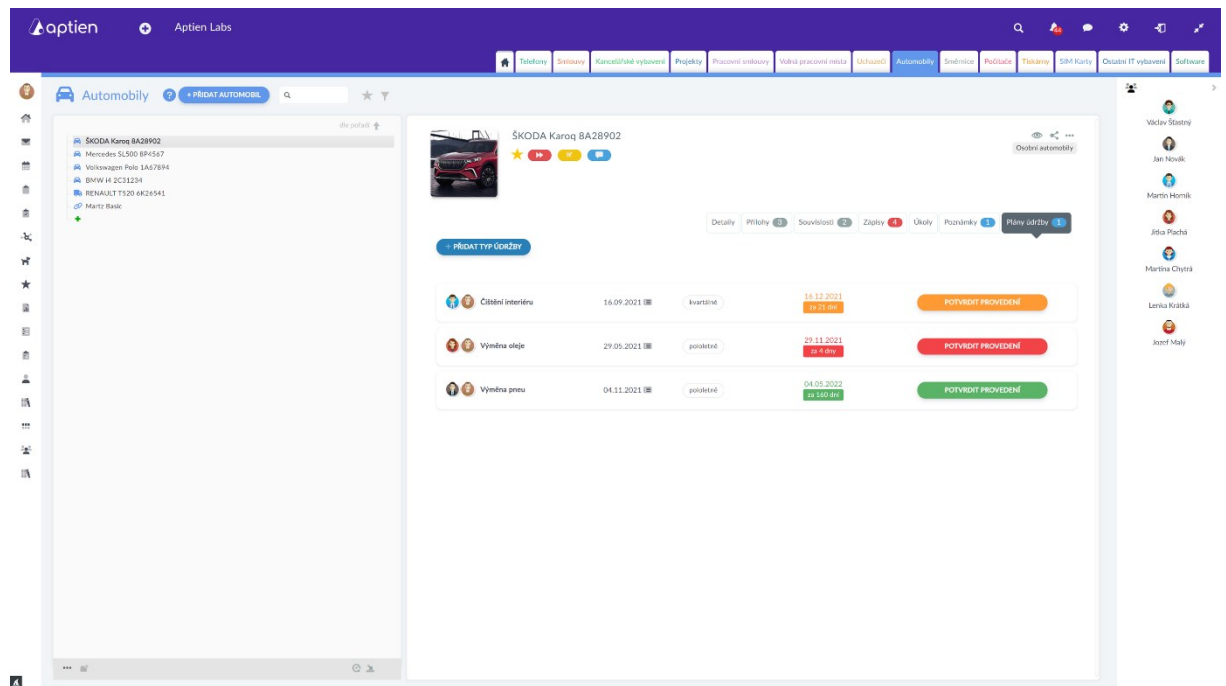 aptien
Aptien Labs
44
Telefony
Smlouvy
Kancelářské vybavení
Projekty
Pracovní smlouvy
Volná pracovní místa
Uchazeči
Automobily
Směrnice
Počítače
Tiskárny
SIM Karty
Ostatní IT vybavení
Software
Automobily
?
+ PŘIDAT AUTOMOBIL
dle pořadí
ŠKODA Karoq 8A28902
Mercedes SL500 8P4567
Volkswagen Polo 1A67894
BMW i4 2C31234
RENAULT T520 6K26541
Martz Basic
ŠKODA Karoq 8A28902
Osobní automobily
Detaily
Přílohy 3
Souvislosti 2
Zápisy 4
Úkoly
Poznámky 1
Plány údržby 1
+ PŘIDAT TYP ÚDRŽBY
Čištění interiéru 16.09.2021 kvartálně 16.12.2021 POTVRDIT PROVEDENÍ
za 21 dní
Výměna oleje 29.05.2021 pololetně 29.11.2021 POTVRDIT PROVEDENÍ
za 4 dny
Výměna pneu 04.11.2021 pololetně 04.05.2022 POTVRDIT PROVEDENÍ
za 160 dní
Václav Šťastný
Jan Novák
Martin Horník
Jitka Plachá
Martina Chytrá
Lenka Krátká
Jozef Malý